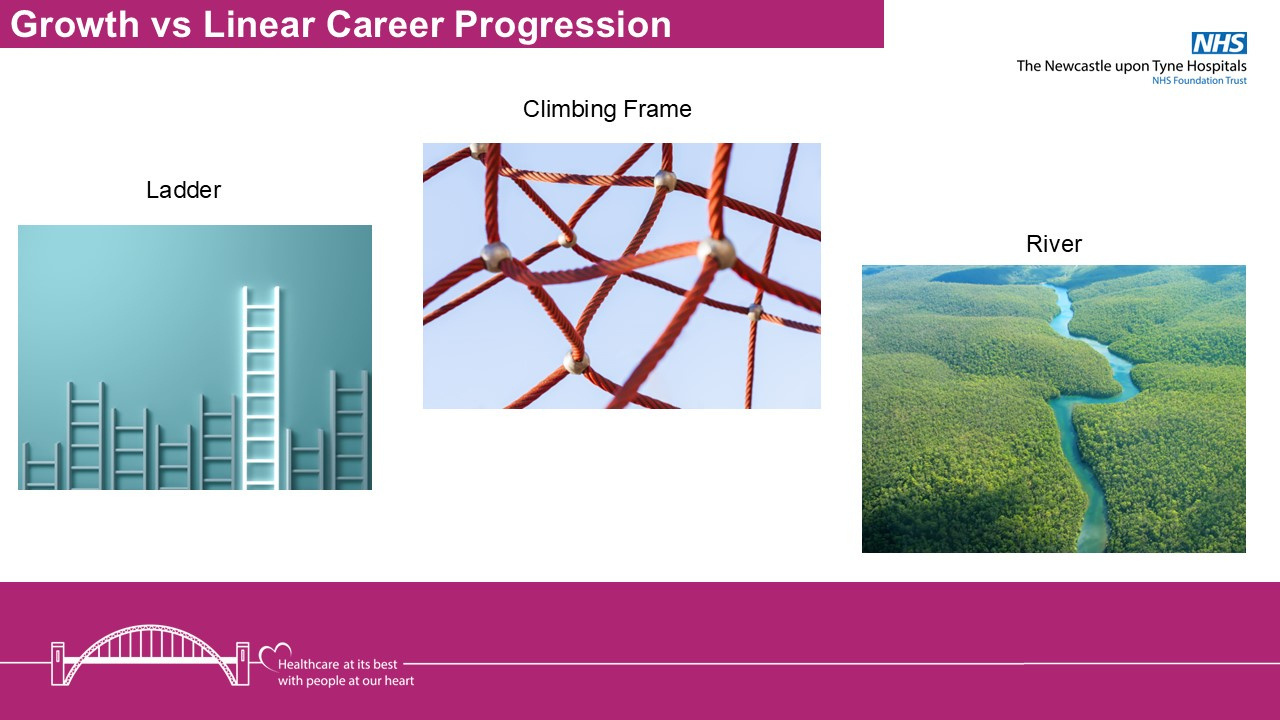 Growth vs Linear Career Progression
NHS
The Newcastle upon Tyne Hospitals
NHS Foundation Trust
Climbing Frame
Ladder
River
Healthcare at its best
with people at our heart